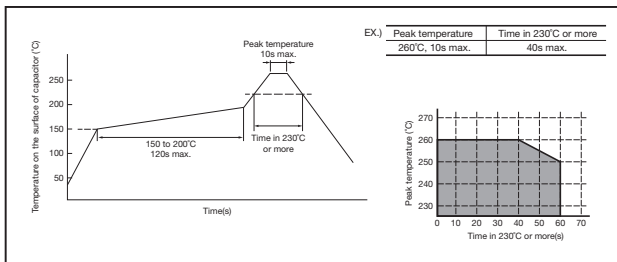 Peak temperature
10s max.
Temperature on the surface of capacitor (˚C)
250
200
150
100
50
150 to 200˚C
120s max.
Time in 230˚C
or more
Time(s)
EX.) Peak temperature Time in 230˚C or more
260˚C, 10s max. 40s max.
Peak temperature (˚C)
270
260
250
240
230
0 10 20 30 40 50 60 70
Time in 230˚C or more(s)